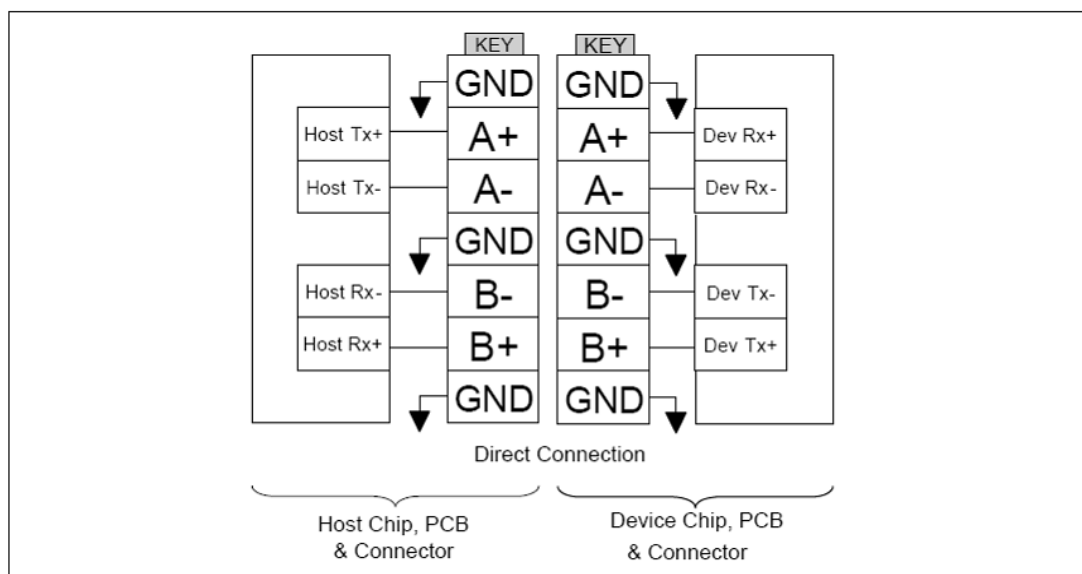 KEY KEY
GND GND
Host Tx+ A+ A+ Dev Rx+
Host Tx- A- A- Dev Rx-
GND GND
Host Rx- B- B- Dev Tx-
Host Rx+ B+ B+ Dev Tx+
GND GND
Direct Connection
Host Chip, PCB
& Connector
Device Chip, PCB
& Connector